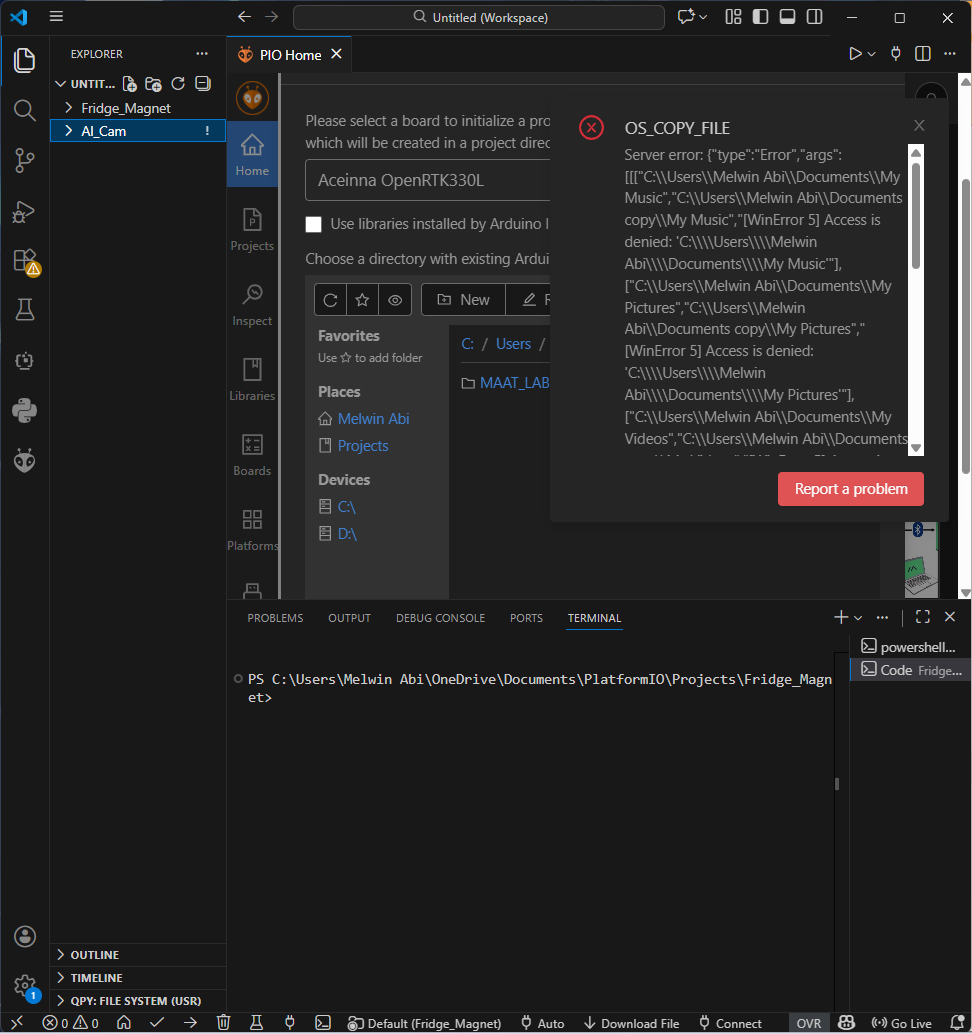 Untitled (Workspace)
EXPLORER
UNTIT...
Fridge_Magnet
AI_Cam
!
PIO Home
Home
Projects
Inspect
Libraries
Boards
Platforms
Please select a board to initialize a pro
which will be created in a project direc
Aceinna OpenRTK330L
Use libraries installed by Arduino I
Choose a directory with existing Ardui
New
R
Favorites
Use ☆ to add folder
Places
Melwin Abi
Projects
Devices
C:\
D:\
C: / Users /
MAAT_LAB
OS_COPY_FILE
Server error: {"type":"Error","args":
[[["C:\\Users\\Melwin Abi\\Documents\\My
Music","C:\\Users\\Melwin Abi\\Documents
copy\\My Music","[WinError 5] Access is
denied: 'C:\\\\Users\\\\Melwin
Abi\\\\Documents\\\\My Music'"],
["C:\\Users\\Melwin Abi\\Documents\\My
Pictures","C:\\Users\\Melwin
Abi\\Documents copy\\My Pictures","
[WinError 5] Access is denied:
'C:\\\\Users\\\\Melwin
Abi\\\\Documents\\\\My Pictures'"],
["C:\\Users\\Melwin Abi\\Documents\\My
Videos","C:\\Users\\Melwin Abi\\Documents
Report a problem
PROBLEMS
OUTPUT
DEBUG CONSOLE
PORTS
TERMINAL
PS C:\Users\Melwin Abi\OneDrive\Documents\PlatformIO\Projects\Fridge_Magn
et>
powershell...
Code Fridge...
OUTLINE
TIMELINE
QPY: FILE SYSTEM (USR)
1
0
0
Default (Fridge_Magnet)
Auto
Download File
Connect
OVR
Go Live